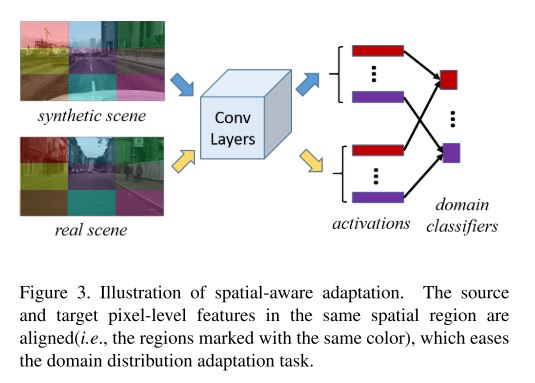 synthetic scene
real scene
Conv
Layers
activations
domain
classifiers
Figure 3. Illustration of spatial-aware adaptation. The source
and target pixel-level features in the same spatial region are
aligned(i.e., the regions marked with the same color), which eases
the domain distribution adaptation task.